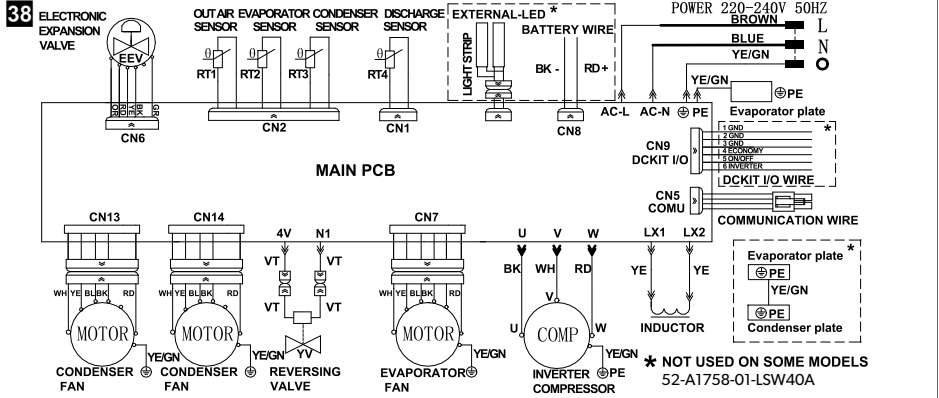 38
ELECTRONIC
EXPANSION
VALVE
EEV
OR
RD
YE
BK
GR
CN6
OUT AIR EVAPORATOR CONDENSER DISCHARGE
SENSOR SENSOR SENSOR SENSOR
θ θ θ θ
RT1 RT2 RT3 RT4
CN2
CN1
EXTERNAL-LED *
LIGHT STRIP
BATTERY WIRE
BK - RD+
CN8
POWER 220-240V 50HZ
BROWN L
BLUE N
YE/GN
YE/GN
AC-L AC-N PE
PE
Evaporator plate
MAIN PCB
CN9
DCKIT I/O
*
1 GND
2 GND
3 GND
4 ECONOMY
5 ON/OFF
6 INVERTER
DCKIT I/O WIRE
CN5
COMU
COMMUNICATION WIRE
CN13 CN14 4V N1 CN7 U V W LX1 LX2
VT VT
VT VT
BK WH RD
YE YE
WH YE BL BK RD
WH YE BL BK RD
WH YE BL BK RD
MOTOR
YE/GN
CONDENSER
FAN
MOTOR
YE/GN
CONDENSER
FAN
YV
REVERSING
VALVE
MOTOR
YE/GN
EVAPORATOR
FAN
U V W
COMP
YE/GN
PE
INVERTER
COMPRESSOR
INDUCTOR
Evaporator plate *
PE
YE/GN
PE
Condenser plate
* NOT USED ON SOME MODELS
52-A1758-01-LSW40A